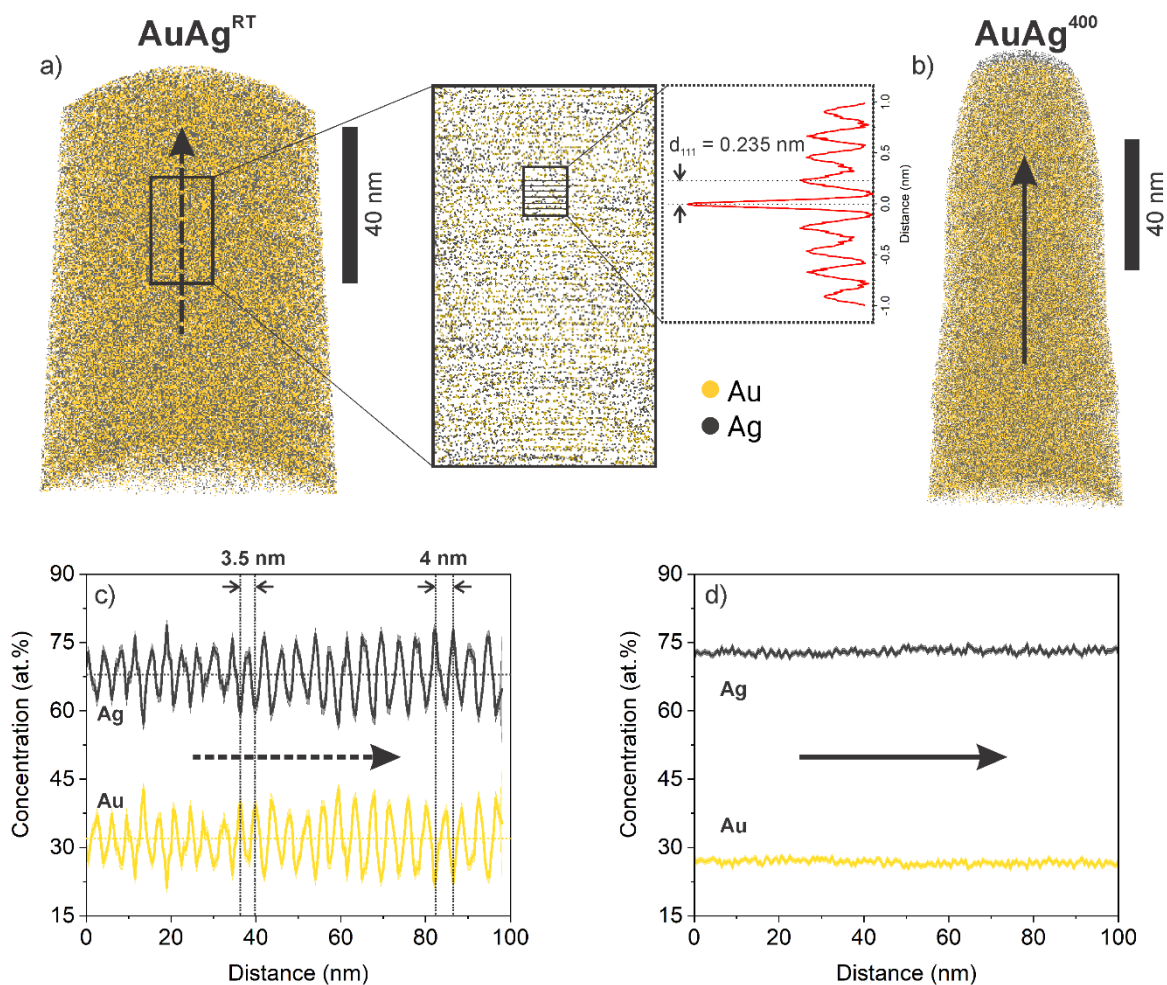 AuAg^RT
AuAg^400
a)
b)
40 nm
d₁₁₁ = 0.235 nm
1.0
0.5
0.0
-0.5
-1.0
Distance (nm)
40 nm
Au
Ag
3.5 nm
4 nm
c)
90
75
60
45
30
15
Concentration (at.%)
Ag
Au
0
20
40
60
80
100
Distance (nm)
d)
90
75
60
45
30
15
Concentration (at.%)
Ag
Au
0
20
40
60
80
100
Distance (nm)